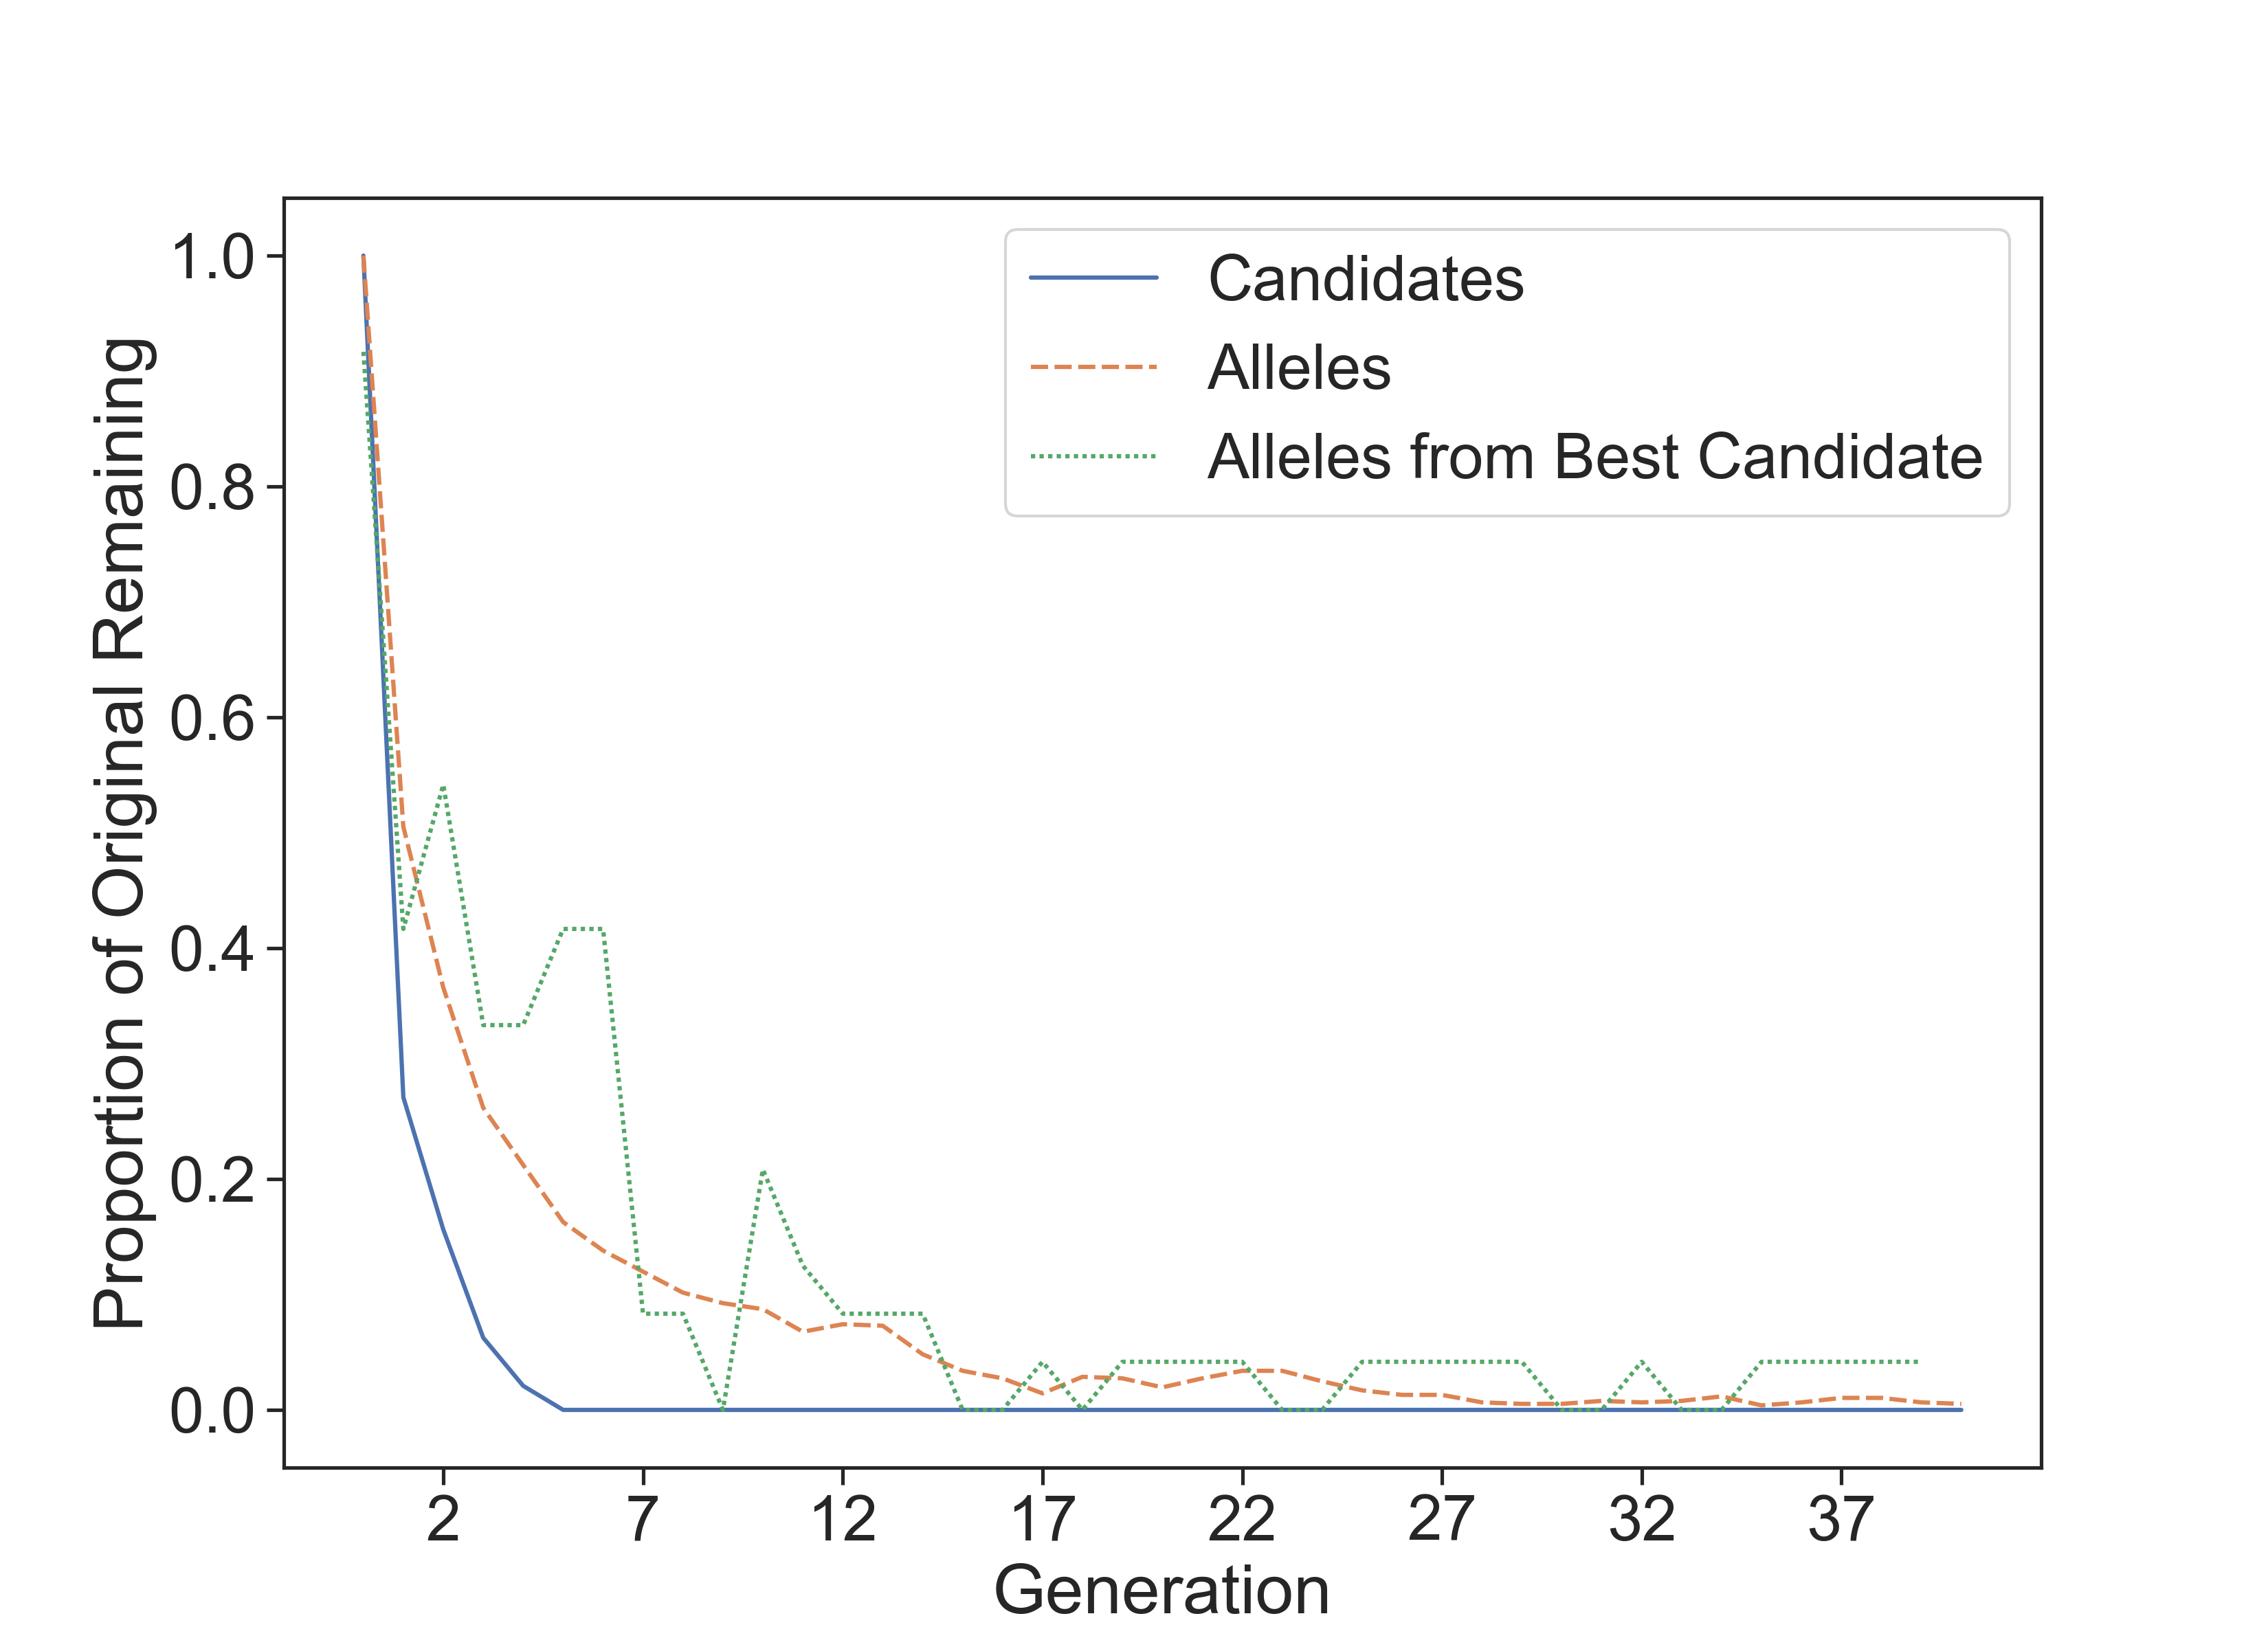 Candidates
Alleles
Alleles from Best Candidate
Proportion of Original Remaining
1.0
0.8
0.6
0.4
0.2
0.0
2 7 12 17 22 27 32 37
Generation